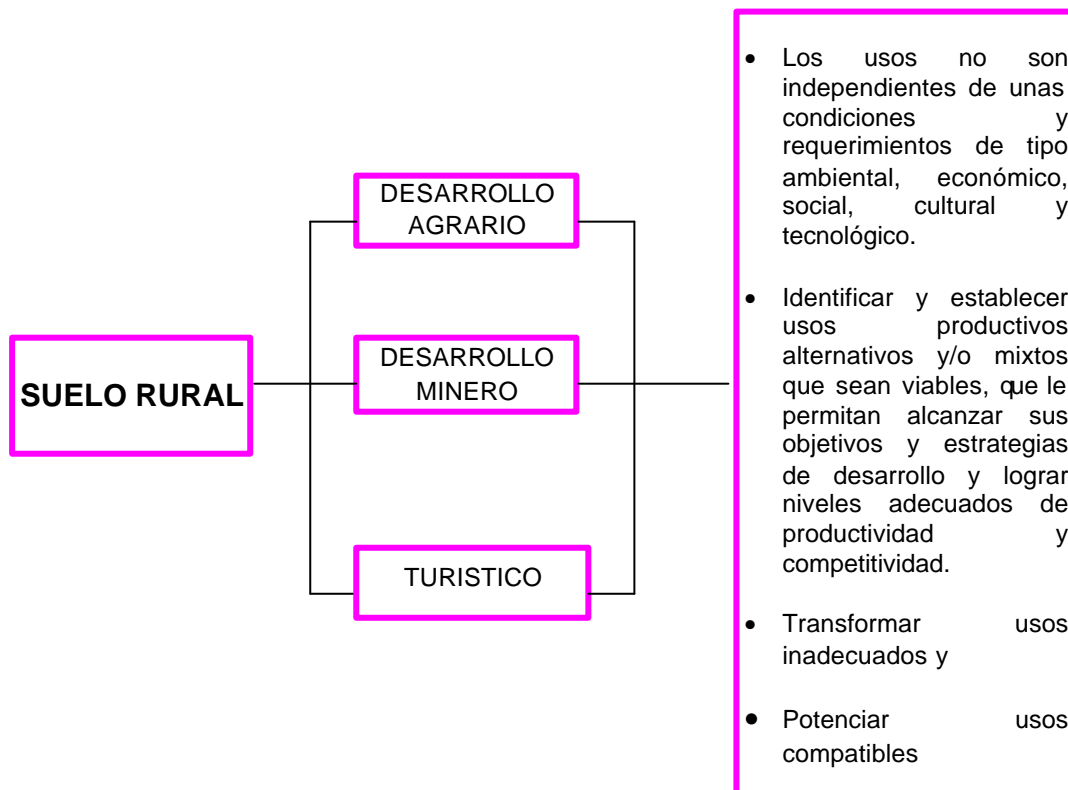 SUELO RURAL
DESARROLLO
AGRARIO
DESARROLLO
MINERO
TURISTICO
• Los usos no son
independientes de unas
condiciones y
requerimientos de tipo
ambiental, económico,
social, cultural y
tecnológico.
• Identificar y establecer
usos productivos
alternativos y/o mixtos
que sean viables, que le
permitan alcanzar sus
objetivos y estrategias
de desarrollo y lograr
niveles adecuados de
productividad y
competitividad.
• Transformar usos
inadecuados y
• Potenciar usos
compatibles